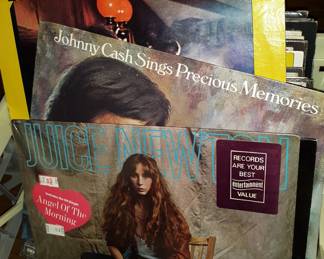 Johnny Cash Sings Precious Memories
JUICE NEWTON
RECORDS
ARE YOUR
BEST
entertainment
VALUE
Angel Of The
Morning